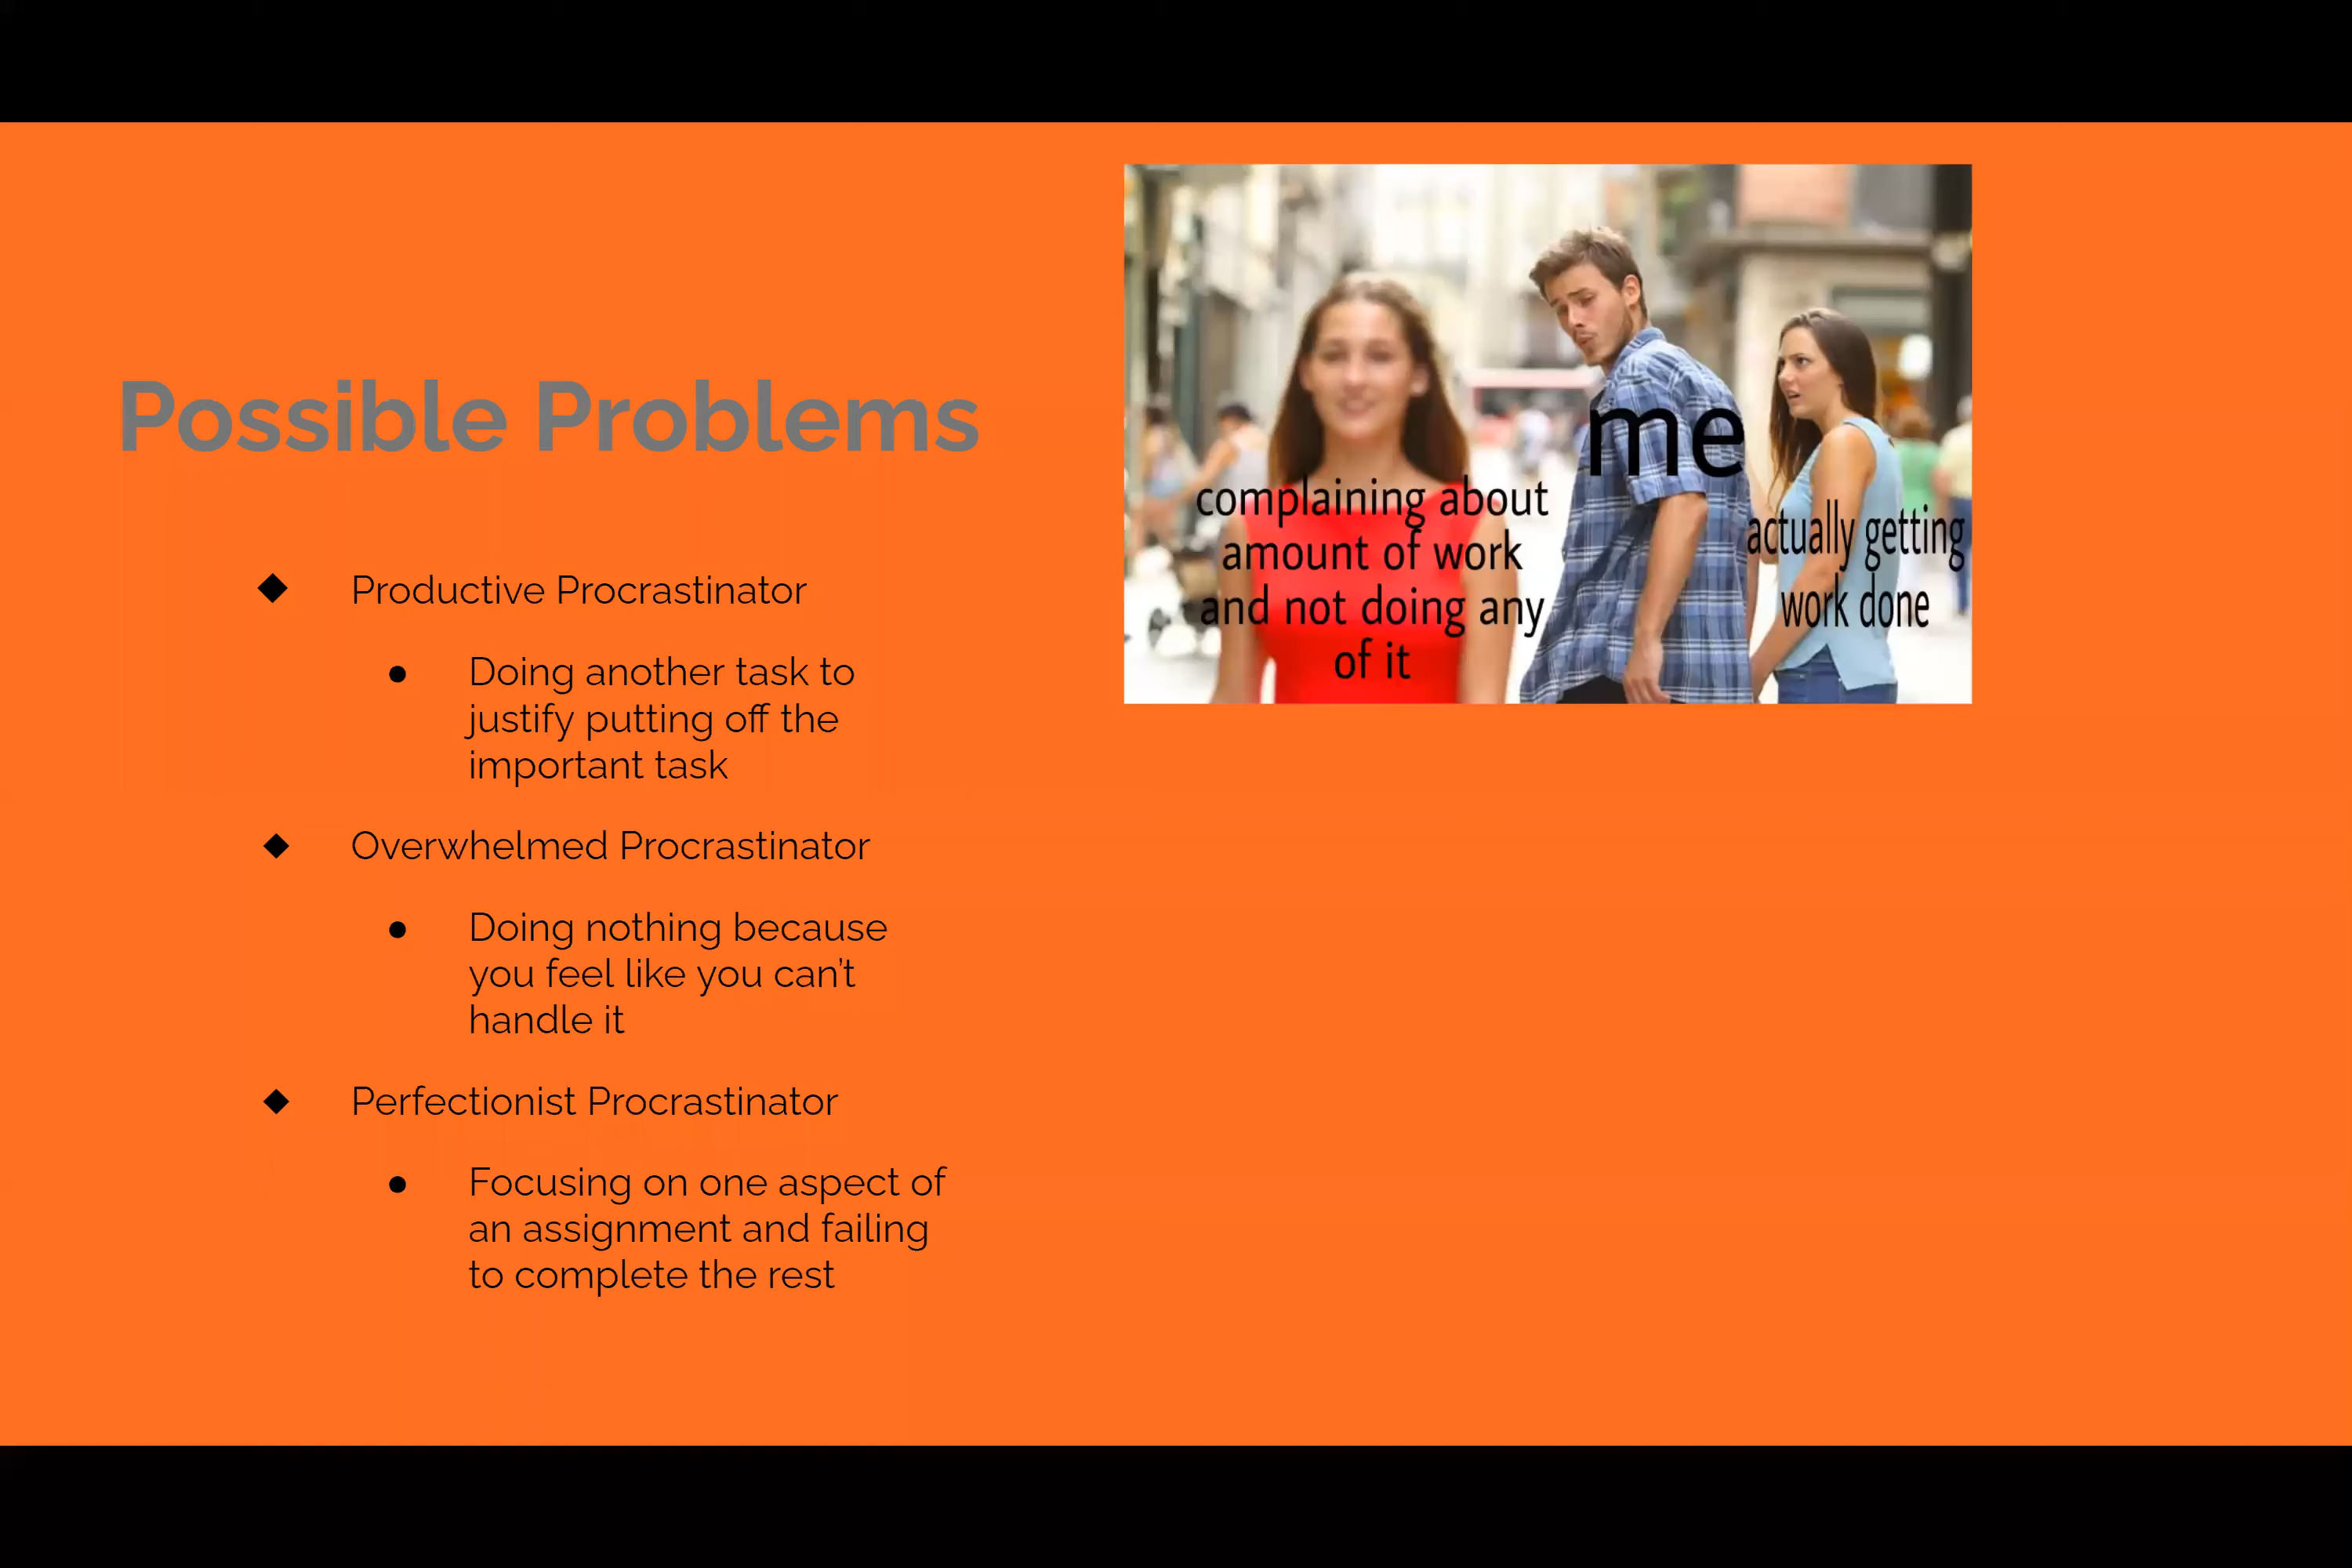 Possible Problems
◆ Productive Procrastinator
● Doing another task to
justify putting off the
important task
◆ Overwhelmed Procrastinator
● Doing nothing because
you feel like you can't
handle it
◆ Perfectionist Procrastinator
● Focusing on one aspect of
an assignment and failing
to complete the rest
me
complaining about
amount of work
and not doing any
of it
actually getting
work done